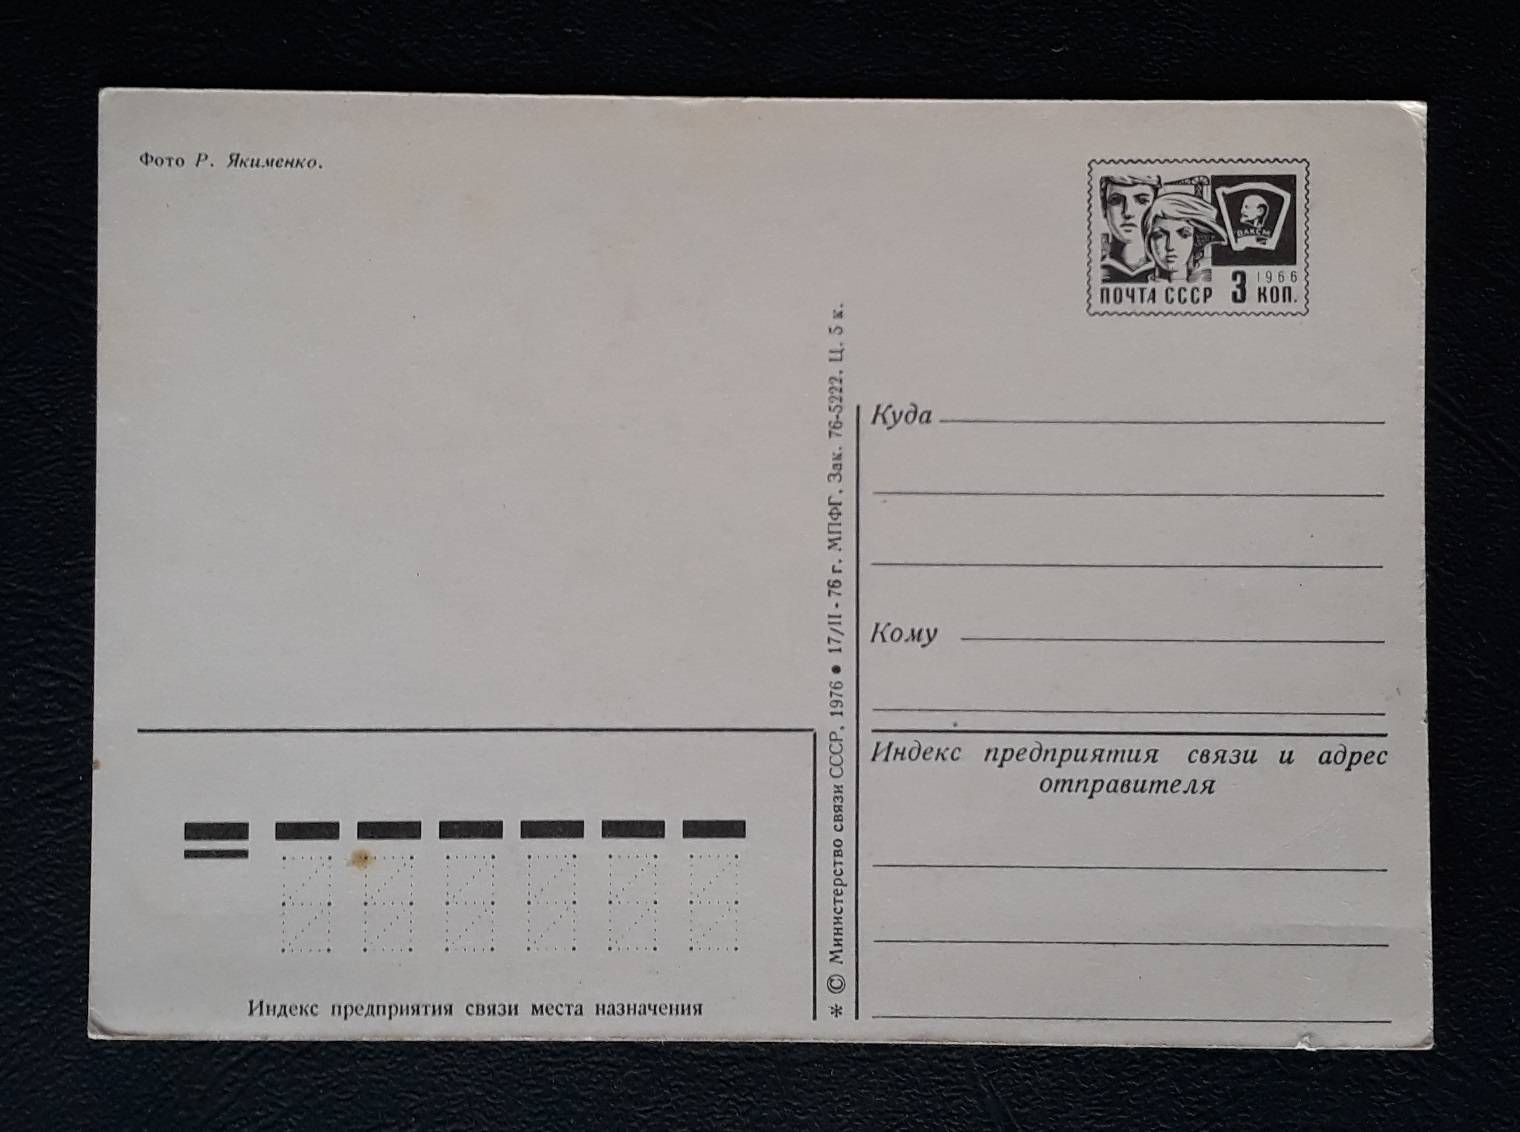 Фото Р. Якименко.
ВЛКСМ
1966
ПОЧТА СССР 3 КОП.
* © Министерство связи СССР, 1976 ● 17/II - 76 г. МПФГ. Зак. 76-5222. Ц. 5 к.
Куда
Кому
Индекс предприятия связи и адрес
отправителя
Индекс предприятия связи места назначения